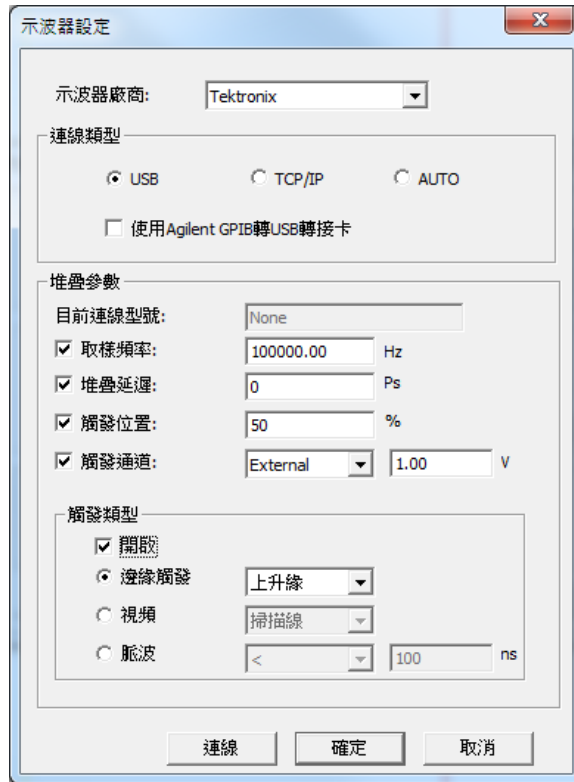 示波器設定
示波器廠商: Tektronix
連線類型
USB TCP/IP AUTO
使用Agilent GPIB轉USB轉接卡
堆疊參數
目前連線型號: None
取樣頻率: 100000.00 Hz
堆疊延遲: 0 Ps
觸發位置: 50 %
觸發通道: External 1.00 V
觸發類型
開啟
邊緣觸發 上升緣
視頻 掃描線
脈波 < 100 ns
連線 確定 取消